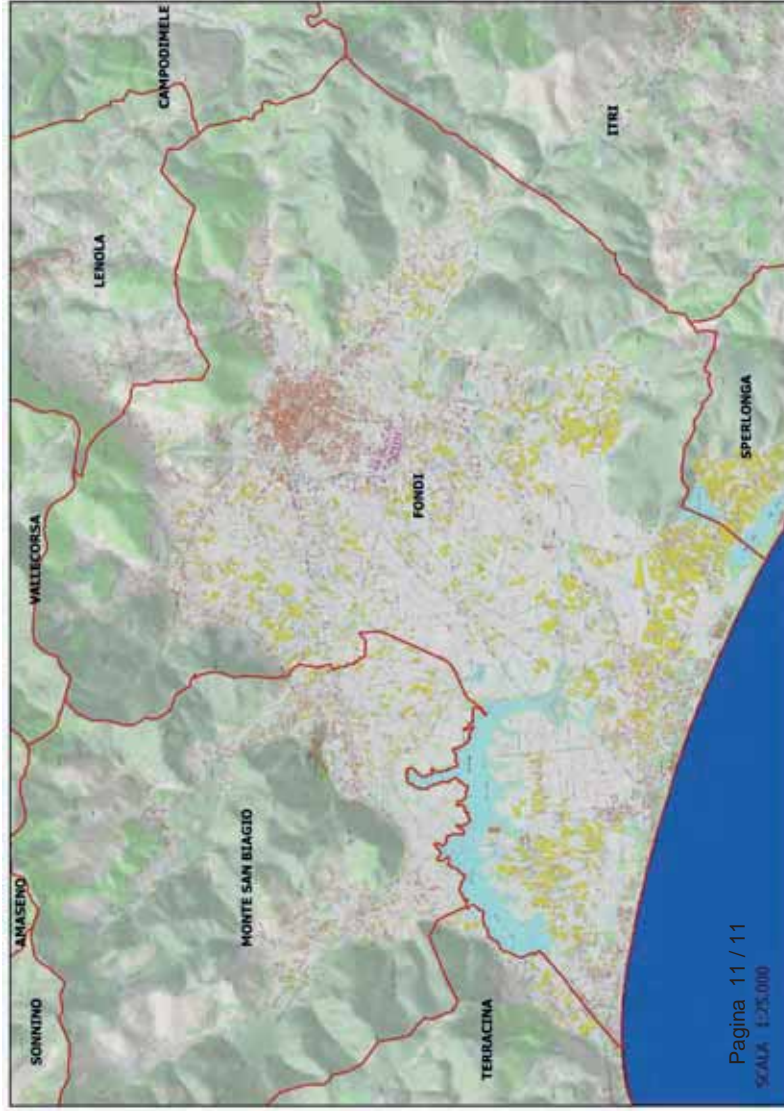 SONNINO
AMASENO
VALLECORSA
LENOLA
CAMPODIMELE
MONTE SAN BIAGIO
FONDI
ITRI
TERRACINA
SPERLONGA
Pagina 11 / 11
SCALA 1:25.000